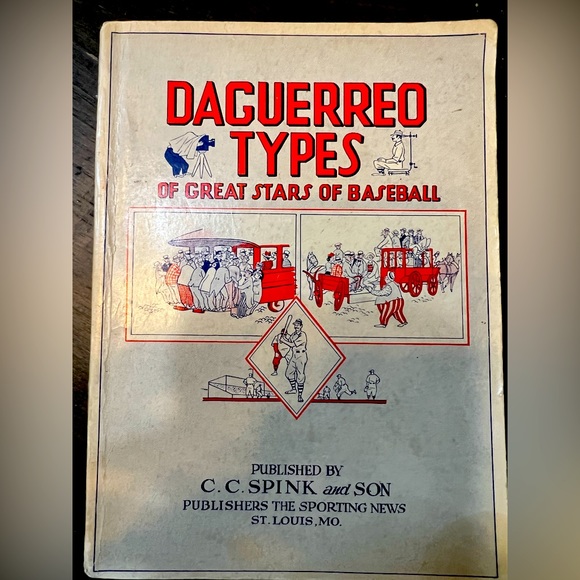 DAGUERREO
TYPES
OF GREAT STARS OF BASEBALL
PUBLISHED BY
C. C. SPINK and SON
PUBLISHERS THE SPORTING NEWS
ST. LOUIS, MO.